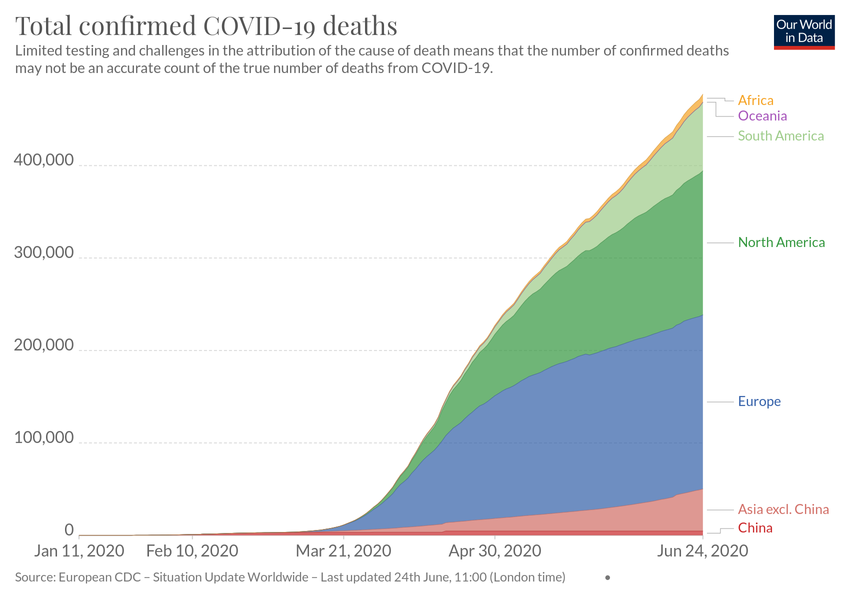 Total confirmed COVID-19 deaths
Our World
in Data
Limited testing and challenges in the attribution of the cause of death means that the number of confirmed deaths
may not be an accurate count of the true number of deaths from COVID-19.
Africa
Oceania
South America
400,000
North America
300,000
200,000
Europe
100,000
Asia excl. China
China
0
Jan 11, 2020
Feb 10, 2020
Mar 21, 2020
Apr 30, 2020
Jun 24, 2020
Source: European CDC – Situation Update Worldwide – Last updated 24th June, 11:00 (London time)